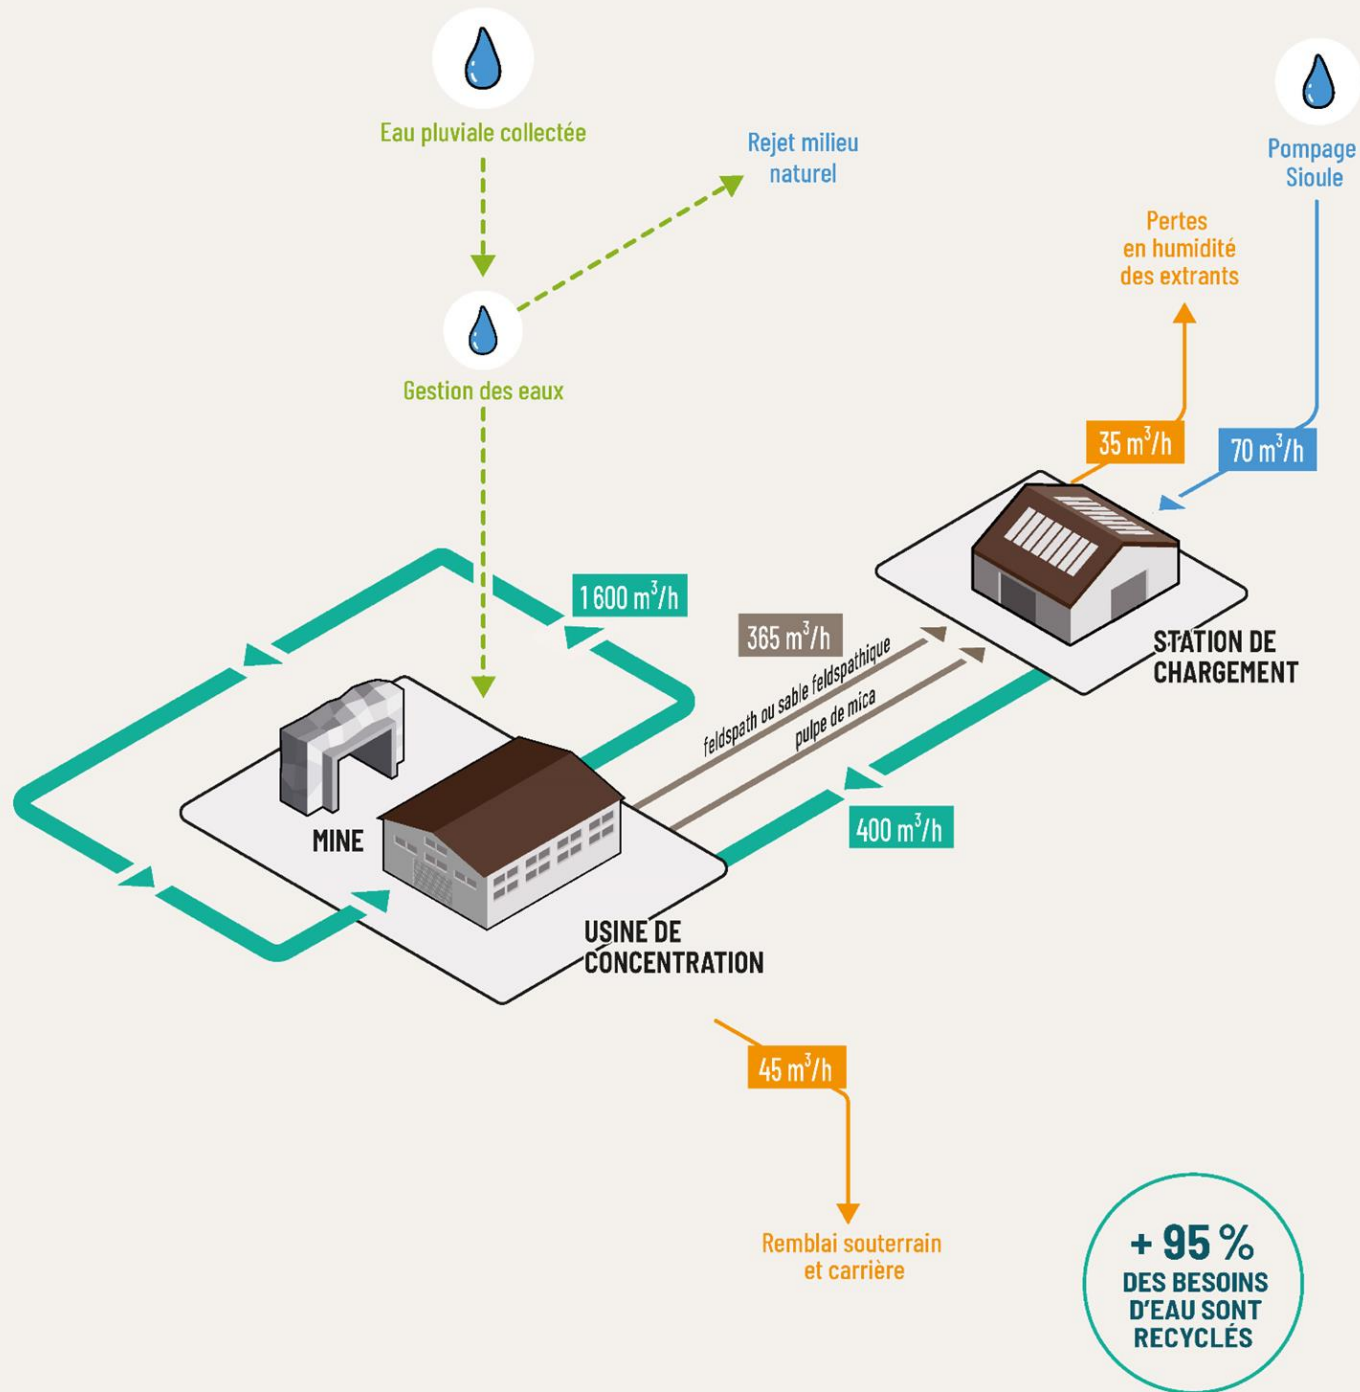 Eau pluviale collectée
Rejet milieu
naturel
Pompage
Sioule
Pertes
en humidité
des extrants
Gestion des eaux
35 m³/h
70 m³/h
1 600 m³/h
365 m³/h
feldspath ou sable feldspathique
pulpe de mica
STATION DE
CHARGEMENT
400 m³/h
MINE
USINE DE
CONCENTRATION
45 m³/h
Remblai souterrain
et carrière
+ 95 %
DES BESOINS
D'EAU SONT
RECYCLÉS